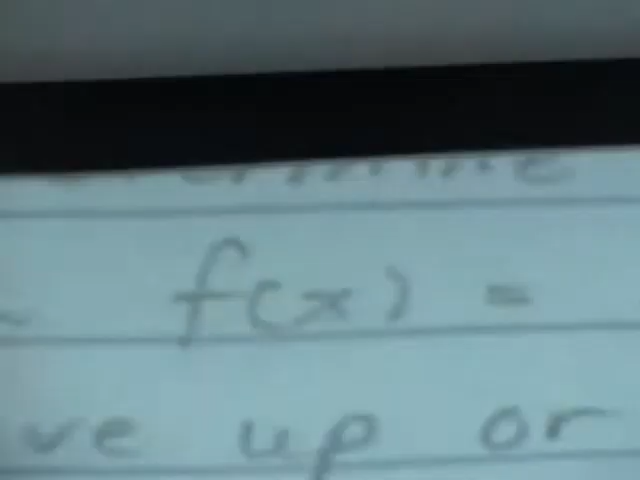 f(x) =
ve up or